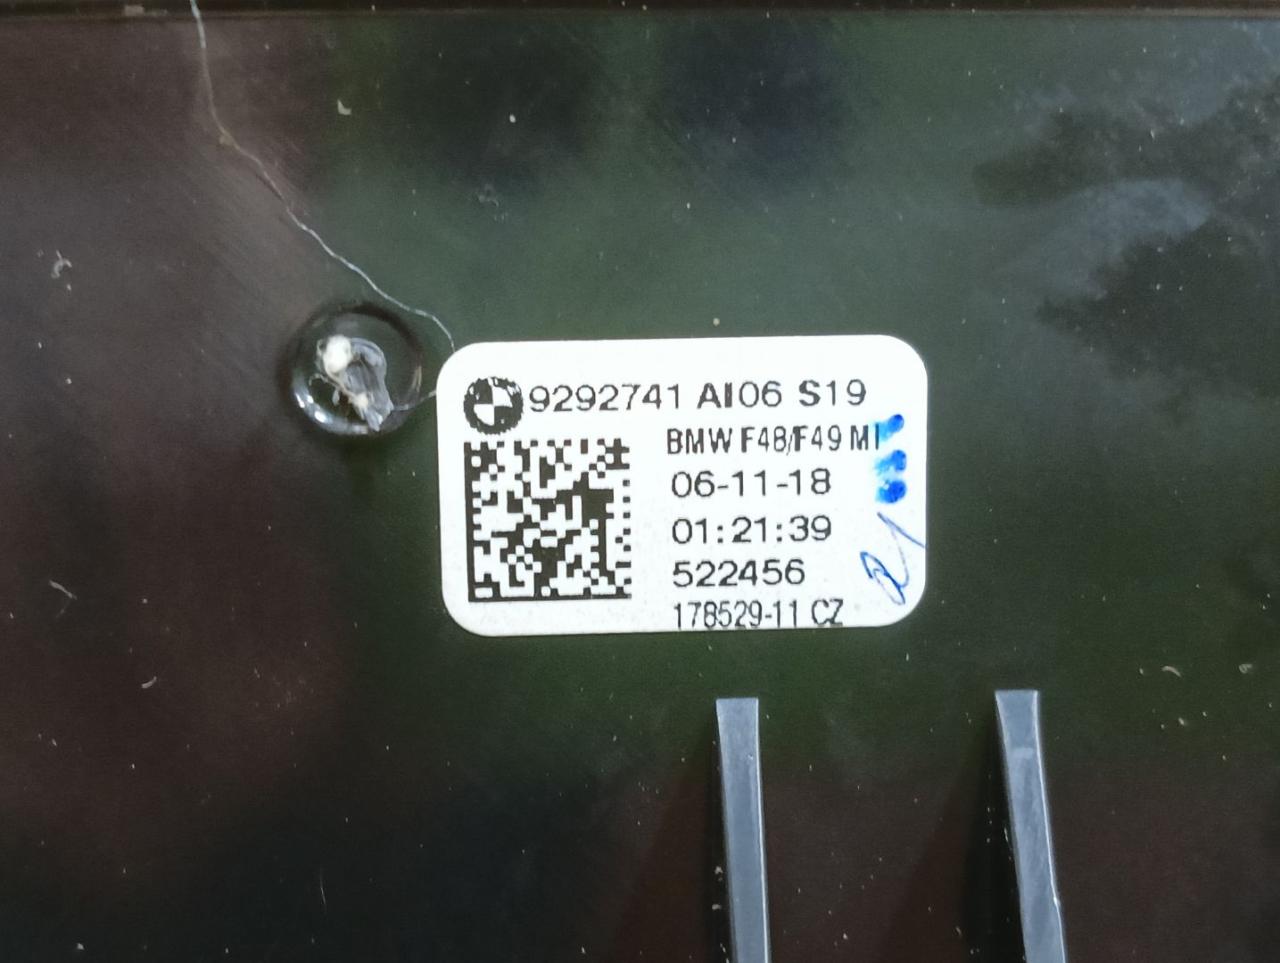 9292741 AI06 S19
BMW F48/F49 MI
06-11-18
01:21:39
522456
178529-11 CZ